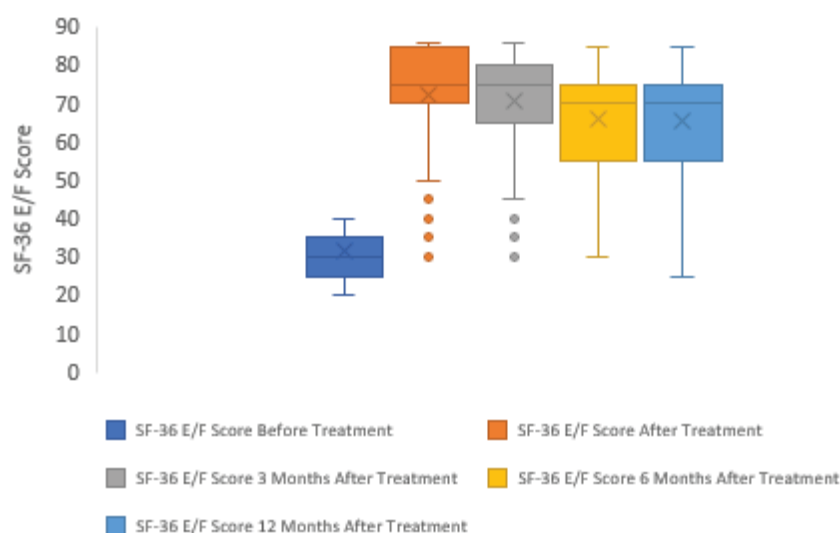 90
80
70
60
50
40
30
20
10
0
SF-36 E/F Score
SF-36 E/F Score Before Treatment
SF-36 E/F Score After Treatment
SF-36 E/F Score 3 Months After Treatment
SF-36 E/F Score 6 Months After Treatment
SF-36 E/F Score 12 Months After Treatment